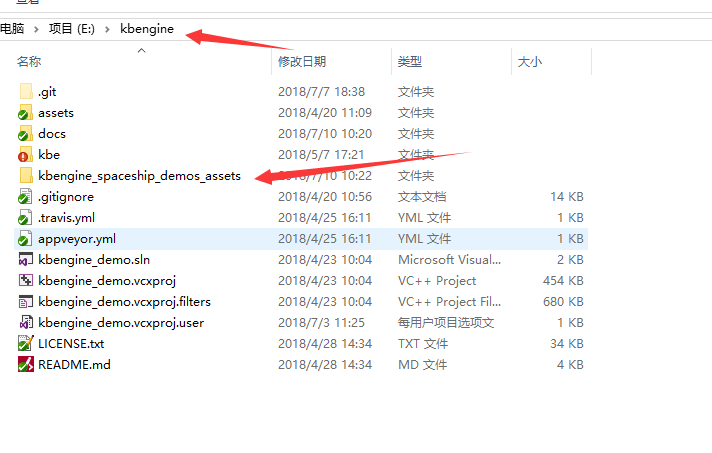 电脑 > 项目 (E:) > kbengine
名称 修改日期 类型 大小
.git 2018/7/7 18:38 文件夹
assets 2018/4/20 11:09 文件夹
docs 2018/7/10 10:20 文件夹
kbe 2018/5/7 17:21 文件夹
kbengine_spaceship_demos_assets 2018/7/10 10:22 文件夹
.gitignore 2018/4/20 10:56 文本文档 14 KB
.travis.yml 2018/4/25 16:11 YML 文件 1 KB
appveyor.yml 2018/4/25 16:11 YML 文件 1 KB
kbengine_demo.sln 2018/4/23 10:04 Microsoft Visual... 2 KB
kbengine_demo.vcxproj 2018/4/23 10:04 VC++ Project 454 KB
kbengine_demo.vcxproj.filters 2018/4/23 10:04 VC++ Project Fil... 680 KB
kbengine_demo.vcxproj.user 2018/7/3 11:25 每用户项目选项文 1 KB
LICENSE.txt 2018/4/28 14:34 TXT 文件 34 KB
README.md 2018/4/28 14:34 MD 文件 4 KB